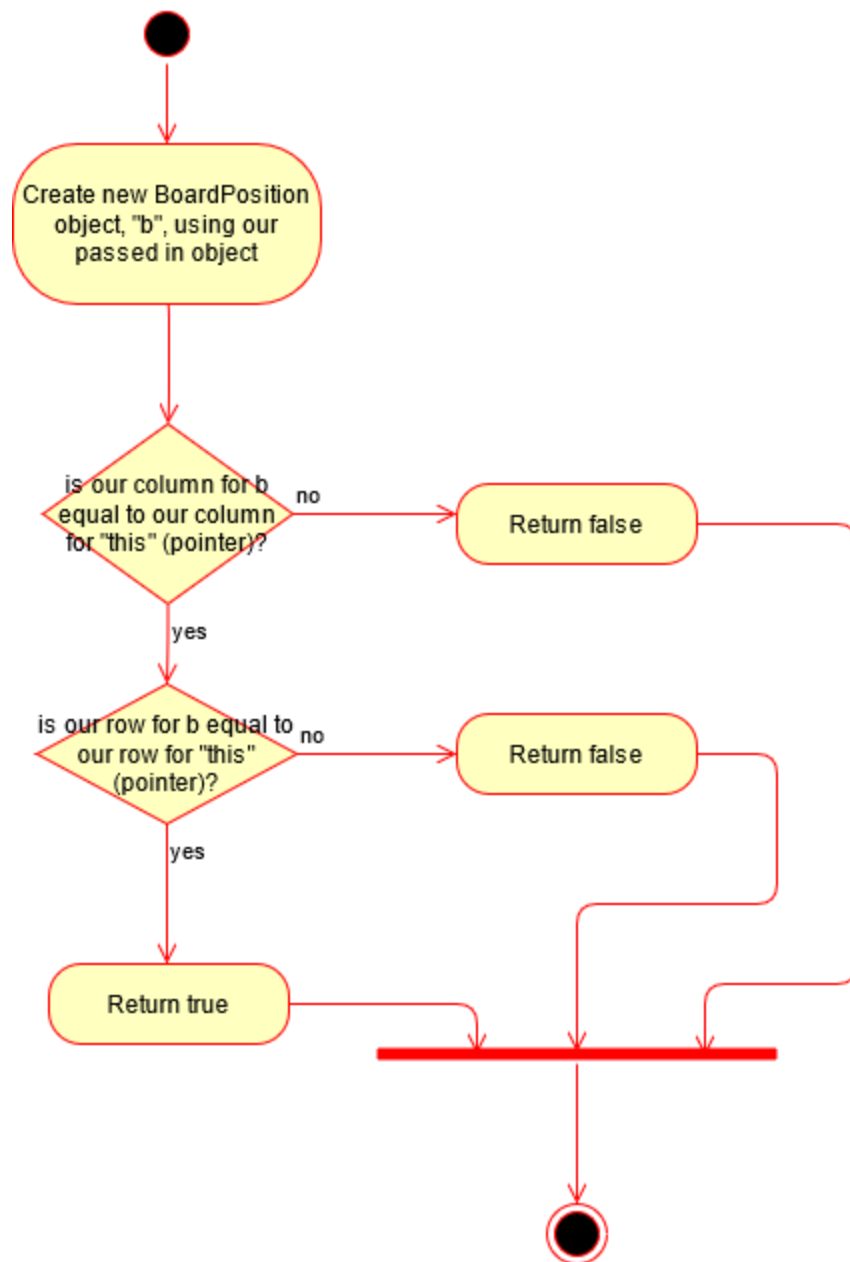 Create new BoardPosition
object, "b", using our
passed in object
is our column for b
equal to our column
for "this" (pointer)?
no
Return false
yes
is our row for b equal to
our row for "this"
(pointer)?
no
Return false
yes
Return true